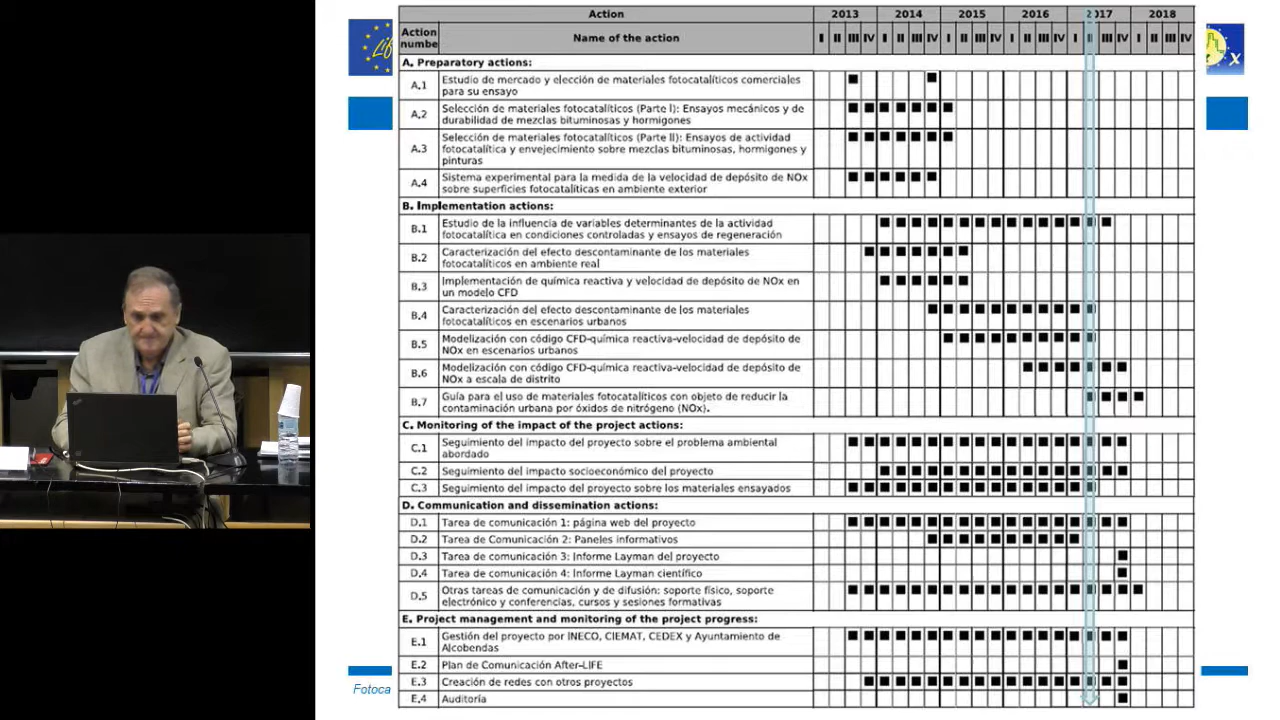 Action
2013 2014 2015 2016 2017 2018
Action
numbe
Name of the action
I II III IV I II III IV I II III IV I II III IV I II III IV I II III IV
A. Preparatory actions:
A.1 Estudio de mercado y elección de materiales fotocatalíticos comerciales
para su ensayo
A.2 Selección de materiales fotocatalíticos (Parte I): Ensayos mecánicos y de
durabilidad de mezclas bituminosas y hormigones
A.3 Selección de materiales fotocatalíticos (Parte II): Ensayos de actividad
fotocatalítica y envejecimiento sobre mezclas bituminosas, hormigones y
pinturas
A.4 Sistema experimental para la medida de la velocidad de depósito de NOx
sobre superficies fotocatalíticas en ambiente exterior
B. Implementation actions:
B.1 Estudio de la influencia de variables determinantes de la actividad
fotocatalítica en condiciones controladas y ensayos de regeneración
B.2 Caracterización del efecto descontaminante de los materiales
fotocatalíticos en ambiente real
B.3 Implementación de química reactiva y velocidad de depósito de NOx en
un modelo CFD
B.4 Caracterización del efecto descontaminante de los materiales
fotocatalíticos en escenarios urbanos
B.5 Modelización con código CFD-química reactiva-velocidad de depósito de
NOx en escenarios urbanos
B.6 Modelización con código CFD-química reactiva-velocidad de depósito de
NOx a escala de distrito
B.7 Guía para el uso de materiales fotocatalíticos con objeto de reducir la
contaminación urbana por óxidos de nitrógeno (NOx).
C. Monitoring of the impact of the project actions:
C.1 Seguimiento del impacto del proyecto sobre el problema ambiental
abordado
C.2 Seguimiento del impacto socioeconómico del proyecto
C.3 Seguimiento del impacto del proyecto sobre los materiales ensayados
D. Communication and dissemination actions:
D.1 Tarea de comunicación 1: página web del proyecto
D.2 Tarea de Comunicación 2: Paneles informativos
D.3 Tarea de comunicación 3: Informe Layman del proyecto
D.4 Tarea de comunicación 4: Informe Layman científico
D.5 Otras tareas de comunicación y de difusión: soporte físico, soporte
electrónico y conferencias, cursos y sesiones formativas
E. Project management and monitoring of the project progress:
E.1 Gestión del proyecto por INECO, CIEMAT, CEDEX y Ayuntamiento de
Alcobendas
E.2 Plan de Comunicación After-LIFE
E.3 Creación de redes con otros proyectos
E.4 Auditoría
Lif
x
Fotoca